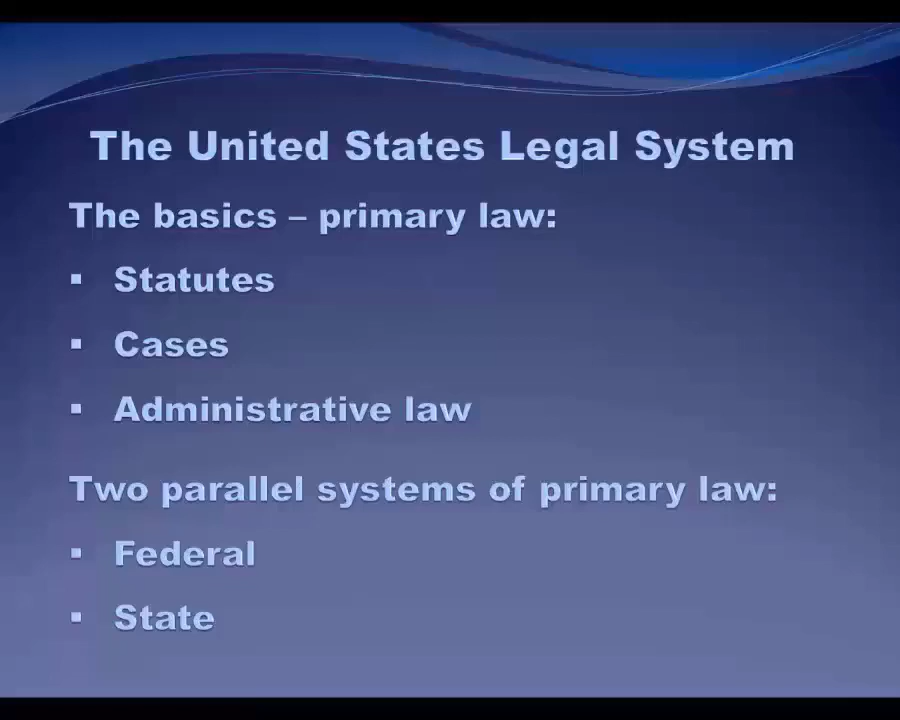 The United States Legal System
The basics – primary law:
▪ Statutes
▪ Cases
▪ Administrative law
Two parallel systems of primary law:
▪ Federal
▪ State